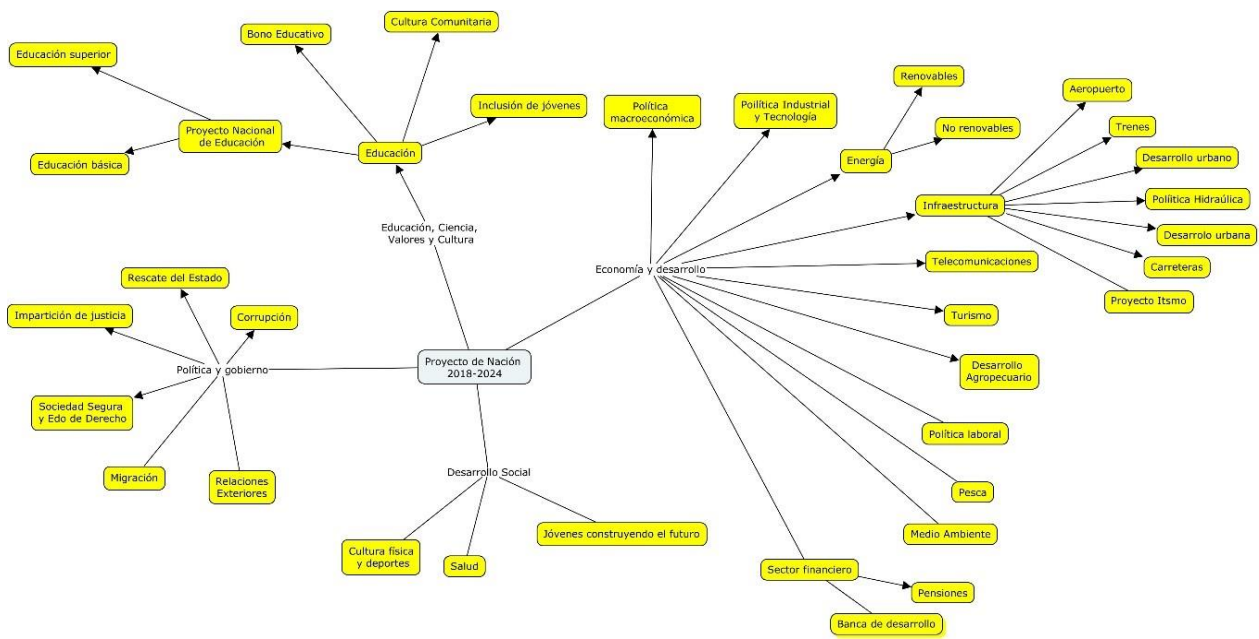 Cultura Comunitaria
Bono Educativo
Educación superior
Inclusión de jóvenes
Proyecto Nacional
de Educación
Educación
Educación básica
Educación, Ciencia,
Valores y Cultura
Renovables
Política
macroeconómica
Poilítica Industrial
y Tecnología
No renovables
Energía
Aeropuerto
Trenes
Desarrollo urbano
Infraestructura
Políitica Hidraúlica
Desarrolo urbana
Carreteras
Proyecto Itsmo
Economía y desarrollo
Telecomunicaciones
Turismo
Desarrollo
Agropecuario
Política laboral
Pesca
Medio Ambiente
Sector financiero
Pensiones
Banca de desarrollo
Rescate del Estado
Impartición de justicia
Corrupción
Política y gobierno
Proyecto de Nación
2018-2024
Sociedad Segura
y Edo de Derecho
Migración
Relaciones
Exteriores
Desarrollo Social
Cultura física
y deportes
Salud
Jóvenes construyendo el futuro